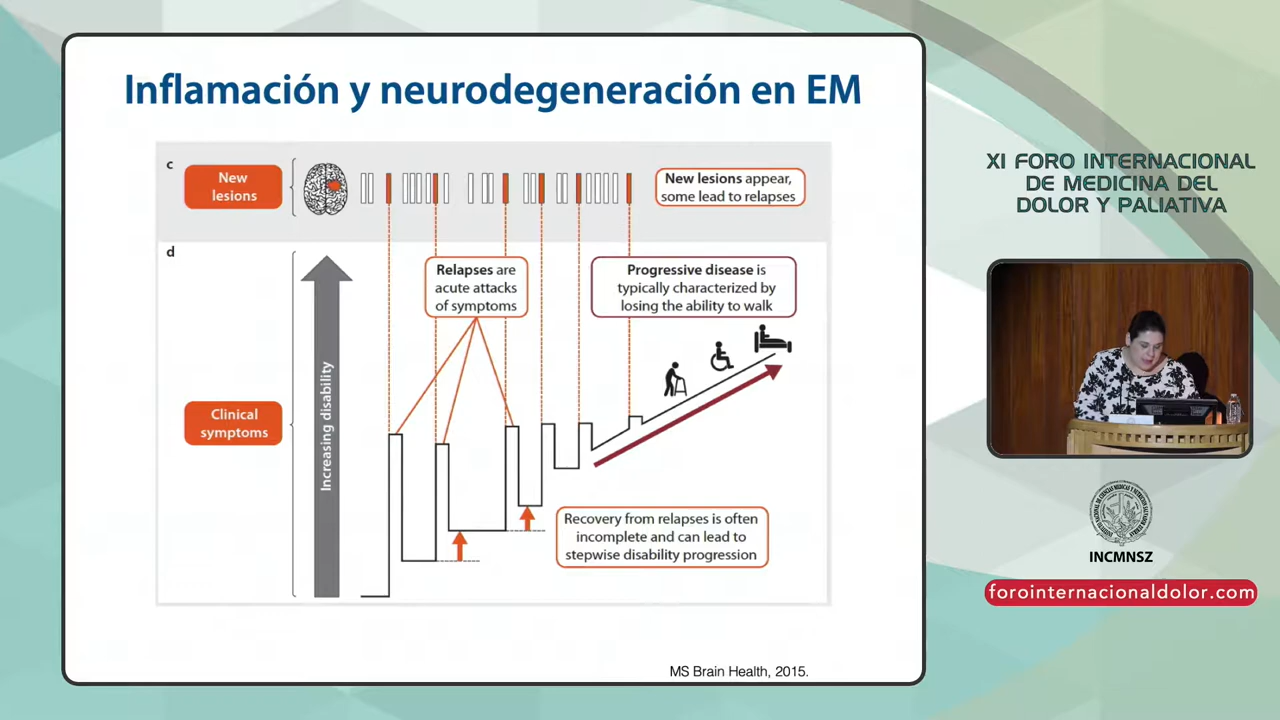 Inflamación y neurodegeneración en EM
c
New
lesions
New lesions appear,
some lead to relapses
d
Relapses are
acute attacks
of symptoms
Progressive disease is
typically characterized by
losing the ability to walk
Increasing disability
Clinical
symptoms
Recovery from relapses is often
incomplete and can lead to
stepwise disability progression
MS Brain Health, 2015.
XI FORO INTERNACIONAL
DE MEDICINA DEL
DOLOR Y PALIATIVA
INCMNSZ
forointernacionaldolor.com